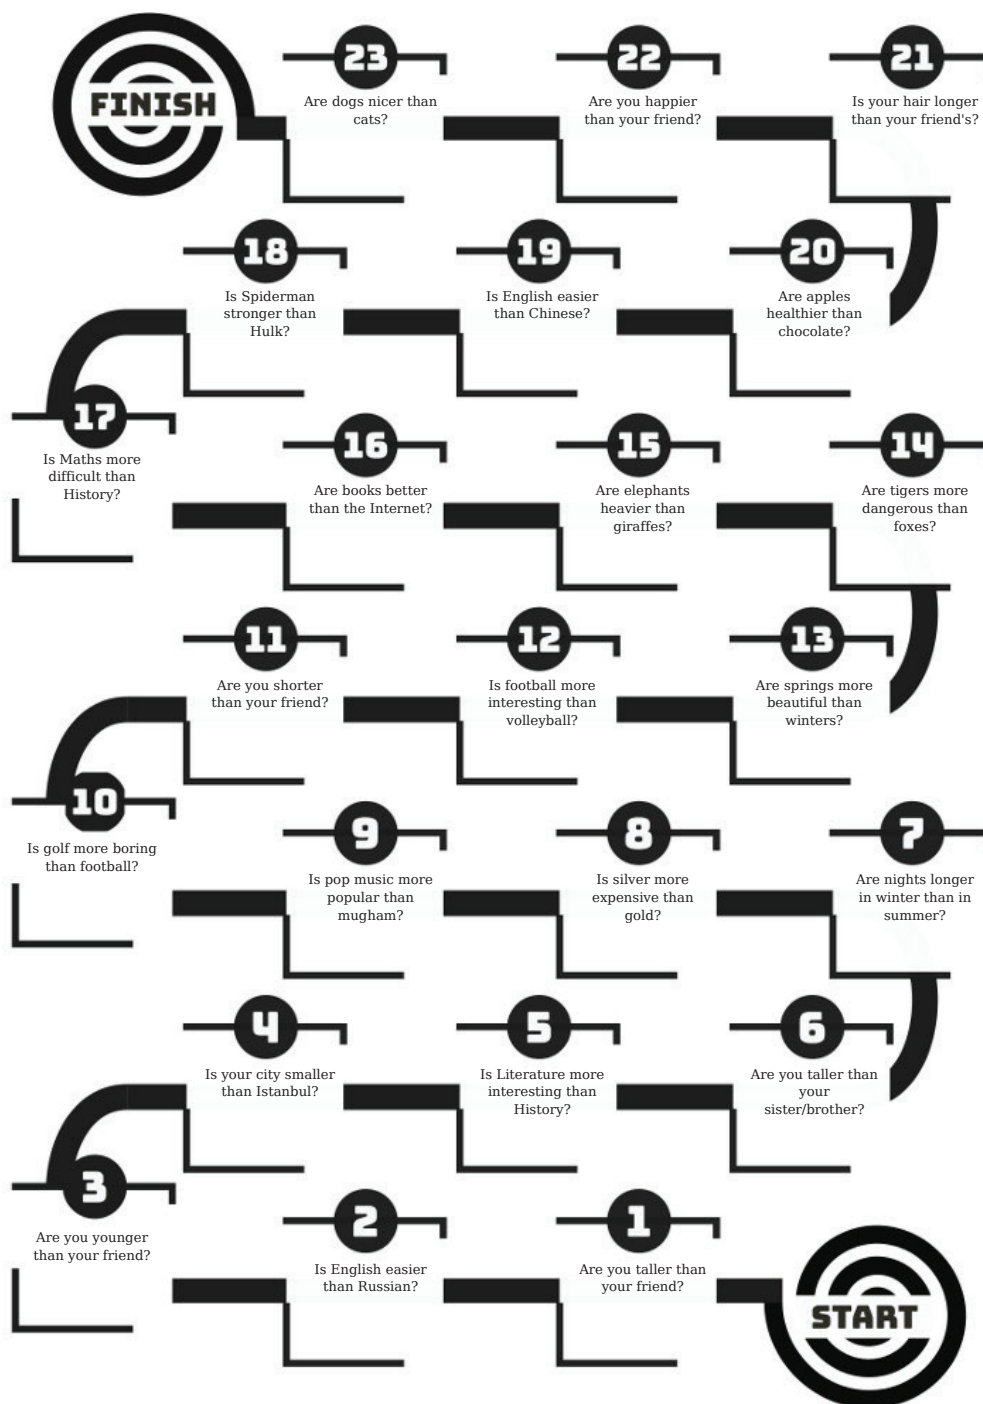 FINISH
23
Are dogs nicer than
cats?
22
Are you happier
than your friend?
21
Is your hair longer
than your friend's?
18
Is Spiderman
stronger than
Hulk?
19
Is English easier
than Chinese?
20
Are apples
healthier than
chocolate?
17
Is Maths more
difficult than
History?
16
Are books better
than the Internet?
15
Are elephants
heavier than
giraffes?
14
Are tigers more
dangerous than
foxes?
11
Are you shorter
than your friend?
12
Is football more
interesting than
volleyball?
13
Are springs more
beautiful than
winters?
10
Is golf more boring
than football?
9
Is pop music more
popular than
mugham?
8
Is silver more
expensive than
gold?
7
Are nights longer
in winter than in
summer?
4
Is your city smaller
than Istanbul?
5
Is Literature more
interesting than
History?
6
Are you taller than
your
sister/brother?
3
Are you younger
than your friend?
2
Is English easier
than Russian?
1
Are you taller than
your friend?
START